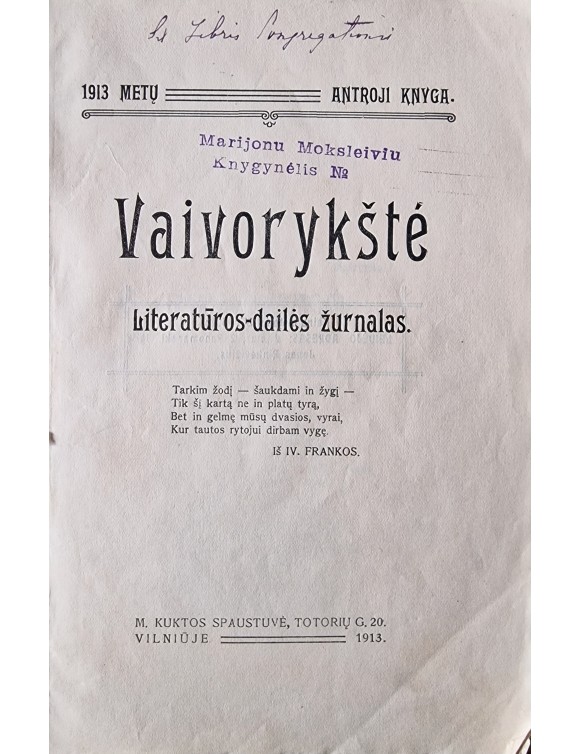 Ex Libris Congregationis
1913 METŲ ANTROJI KNYGA.
Marijonu Moksleiviu
Knygynėlis №
Vaivorykštė
Literatūros-dailės žurnalas.
Tarkim žodį — šaukdami in žygį —
Tik šį kartą ne in platų tyrą,
Bet in gelmę mūsų dvasios, vyrai,
Kur tautos rytojui dirbam vygę.
Iš IV. FRANKOS.
M. KUKTOS SPAUSTUVĖ, TOTORIŲ G. 20.
VILNIŪJE 1913.